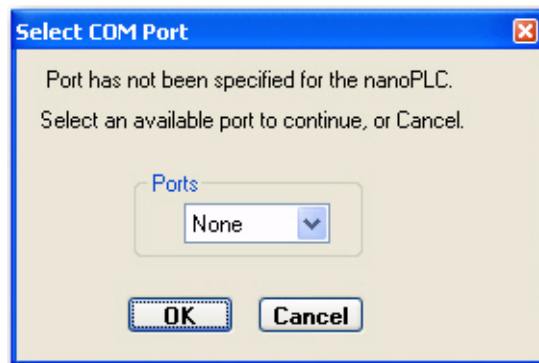 Select COM Port
Port has not been specified for the nanoPLC.
Select an available port to continue, or Cancel.
Ports
None
OK
Cancel